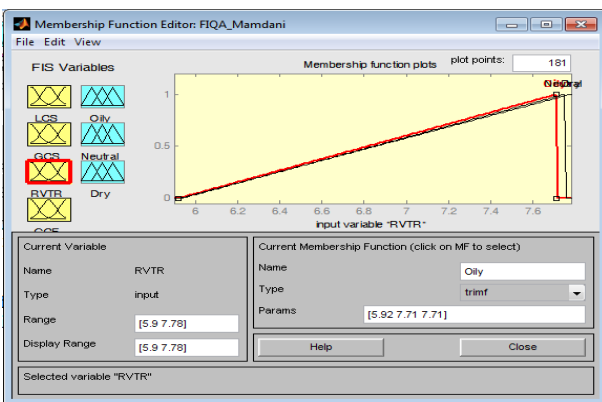 Membership Function Editor: FIQA_Mamdani
File Edit View
FIS Variables
LCS
Oily
GCS
Neutral
RVTR
Dry
Membership function plots
plot points:
181
1
0.5
0
6 6.2 6.4 6.6 6.8 7 7.2 7.4 7.6
input variable "RVTR"
Current Variable
Name RVTR
Type input
Range [5.9 7.78]
Display Range [5.9 7.78]
Current Membership Function (click on MF to select)
Name Oily
Type trimf
Params [5.92 7.71 7.71]
Help Close
Selected variable "RVTR"